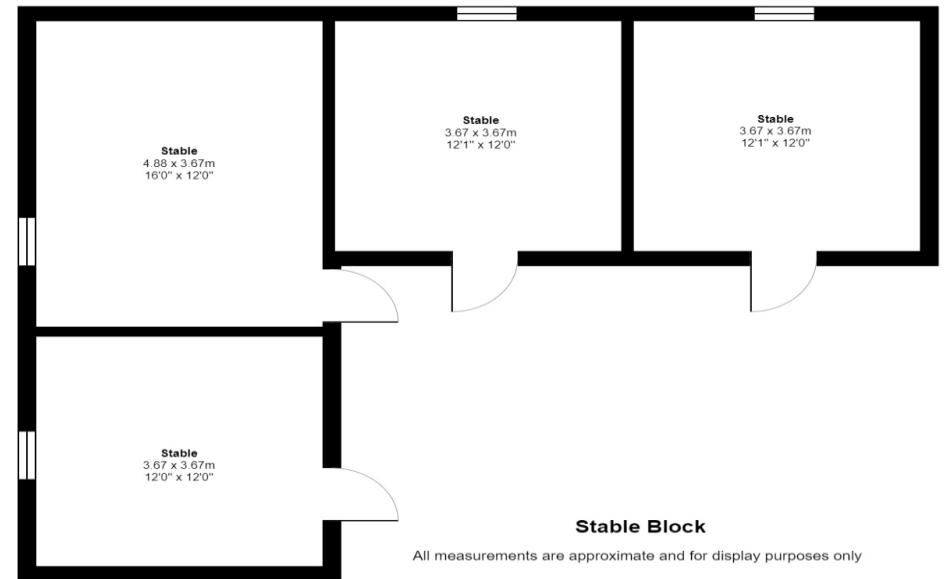 Stable
4.88 x 3.67m
16'0" x 12'0"
Stable
3.67 x 3.67m
12'1" x 12'0"
Stable
3.67 x 3.67m
12'1" x 12'0"
Stable
3.67 x 3.67m
12'0" x 12'0"
Stable Block
All measurements are approximate and for display purposes only